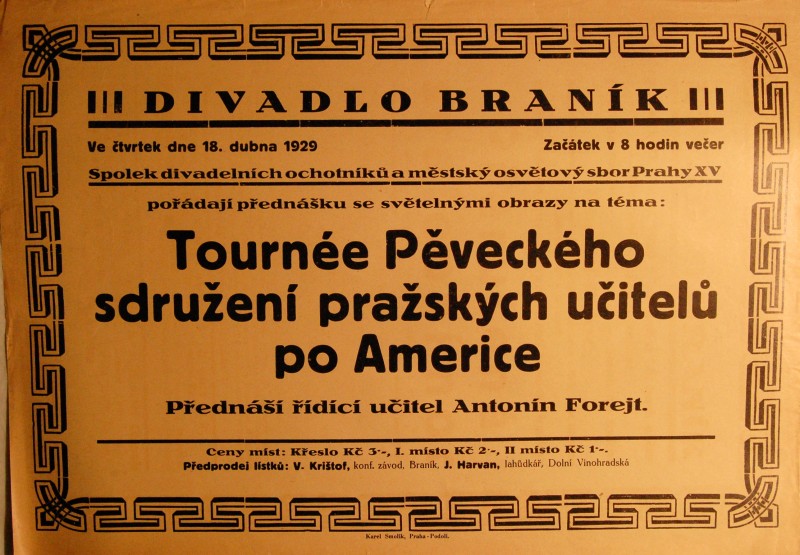 DIVADLO BRANÍK
Ve čtvrtek dne 18. dubna 1929 Začátek v 8 hodin večer
Spolek divadelních ochotníků a městský osvětový sbor Prahy XV
pořádají přednášku se světelnými obrazy na téma:
Tournée Pěveckého
sdružení pražských učitelů
po Americe
Přednáší řídící učitel Antonín Forejt.
Ceny míst: Křeslo Kč 3·-, I. místo Kč 2·-, II místo Kč 1·-.
Předprodej lístků: V. Krištof, konf. závod, Braník, J. Harvan, lahůdkář, Dolní Vinohradská
Karel Smolík, Praha-Podolí.